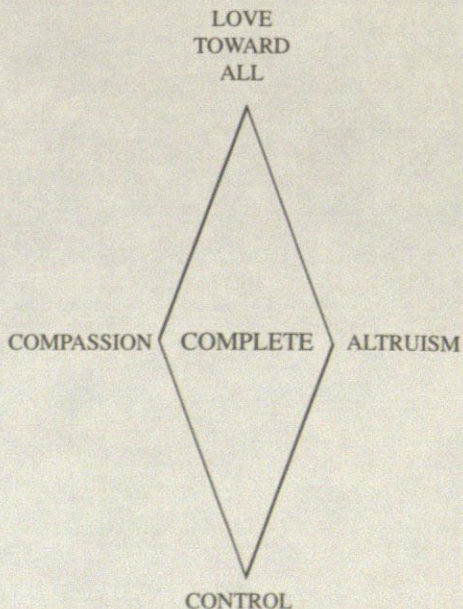 LOVE
TOWARD
ALL
COMPASSION COMPLETE ALTRUISM
CONTROL